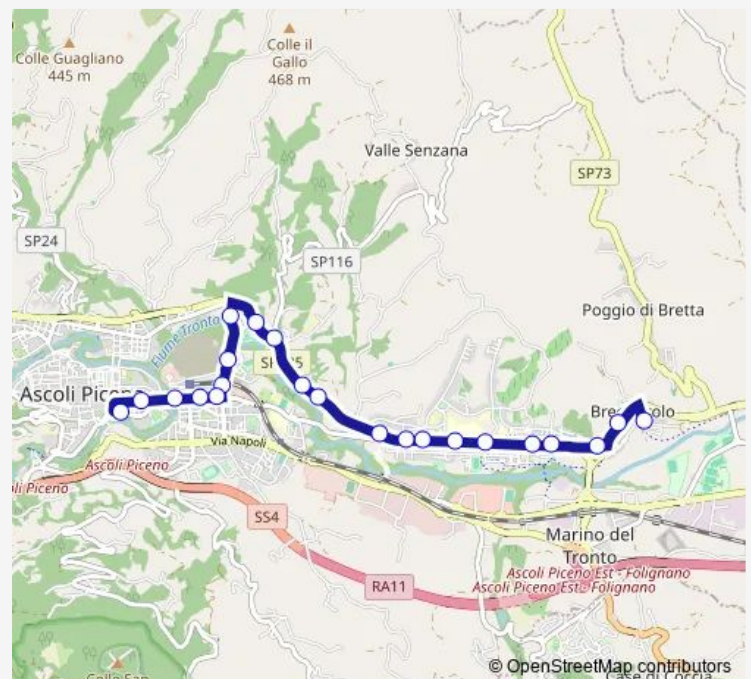 Colle Guagliano
445 m
Colle il
Gallo
468 m
Valle Senzana
SP73
SP24
SP116
Poggio di Bretta
Fiume Tronto
Ascoli Piceno
Via Napoli
Ascoli Piceno
SS4
Marino del
Tronto
Ascoli Piceno Est - Folignano
Ascoli Piceno Est - Folignano
RA11
© OpenStreetMap contributors